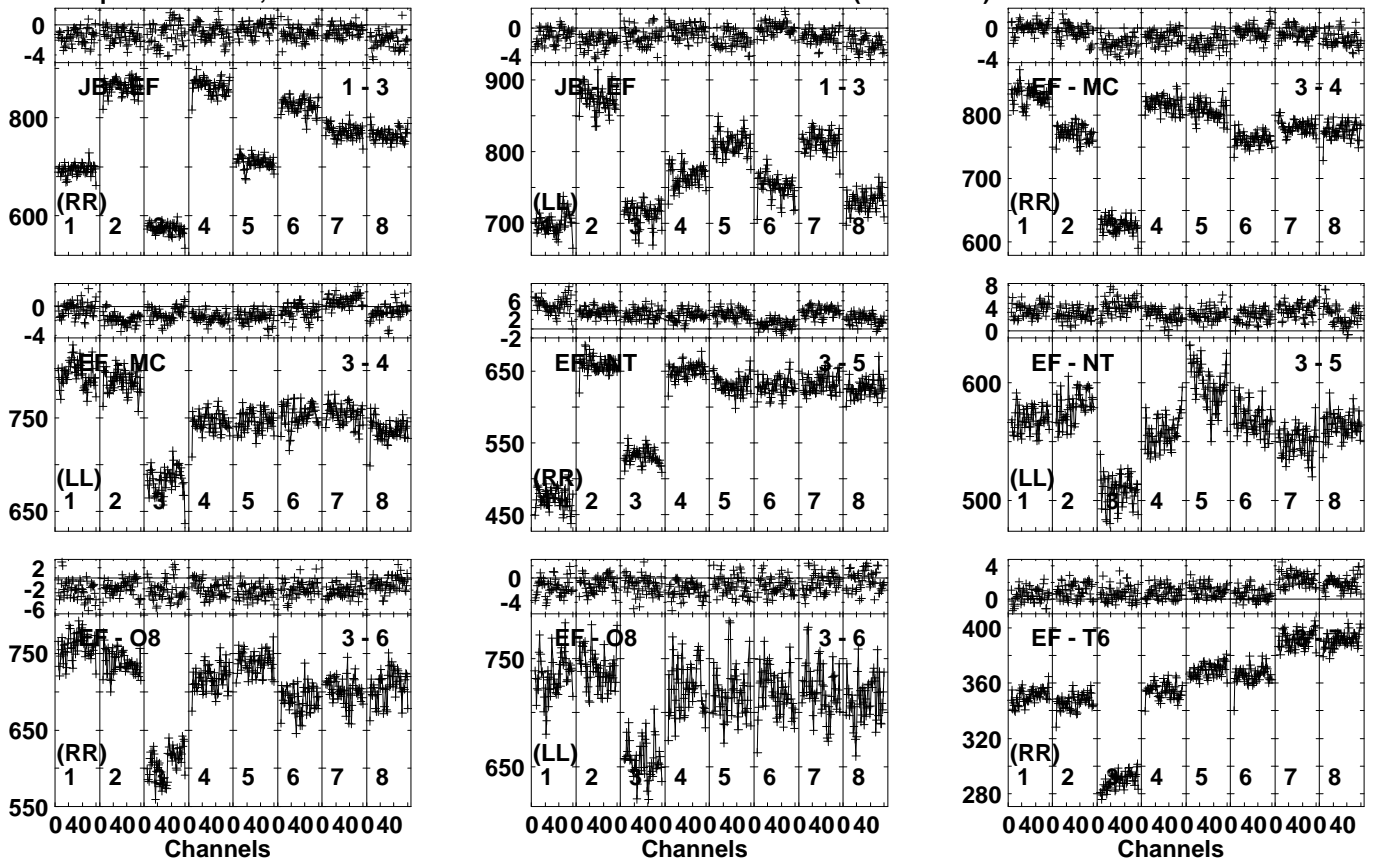 0
-4
JB - EF 1 - 3
800
600
(RR)
1 2 3 4 5 6 7 8
0
-4
JB - EF 1 - 3
900
800
700
(LL)
1 2 3 4 5 6 7 8
0
-4
EF - MC 3 - 4
800
700
600
(RR)
1 2 3 4 5 6 7 8
0
-4
EF - MC 3 - 4
750
650
(LL)
1 2 3 4 5 6 7 8
6
2
-2
EF - NT 3 - 5
650
550
450
(RR)
1 2 3 4 5 6 7 8
8
4
0
EF - NT 3 - 5
600
500
(LL)
1 2 3 4 5 6 7 8
2
-2
-6
EF - O8 3 - 6
750
650
550
(RR)
1 2 3 4 5 6 7 8
0 40 0 40 0 40 0 40 0 40 0 40 0 40 0 40
Channels
0
-4
EF - O8 3 - 6
750
650
(LL)
1 2 3 4 5 6 7 8
0 40 0 40 0 40 0 40 0 40 0 40 0 40 0 40
Channels
4
0
EF - T6
400
360
320
280
(RR)
1 2 3 4 5 6 7 8
0 40 0 40 0 40 0 40 0 40 0 40 0 40 0 40
Channels